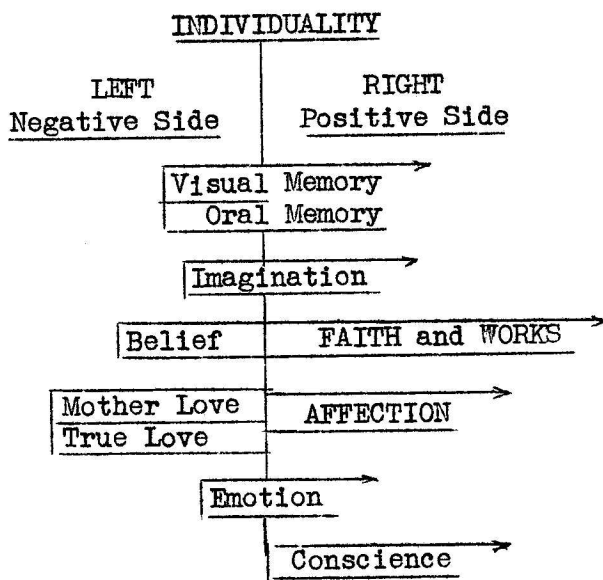 INDIVIDUALITY
LEFT
Negative Side
RIGHT
Positive Side
Visual Memory
Oral Memory
Imagination
Belief FAITH and WORKS
Mother Love
True Love
AFFECTION
Emotion
Conscience